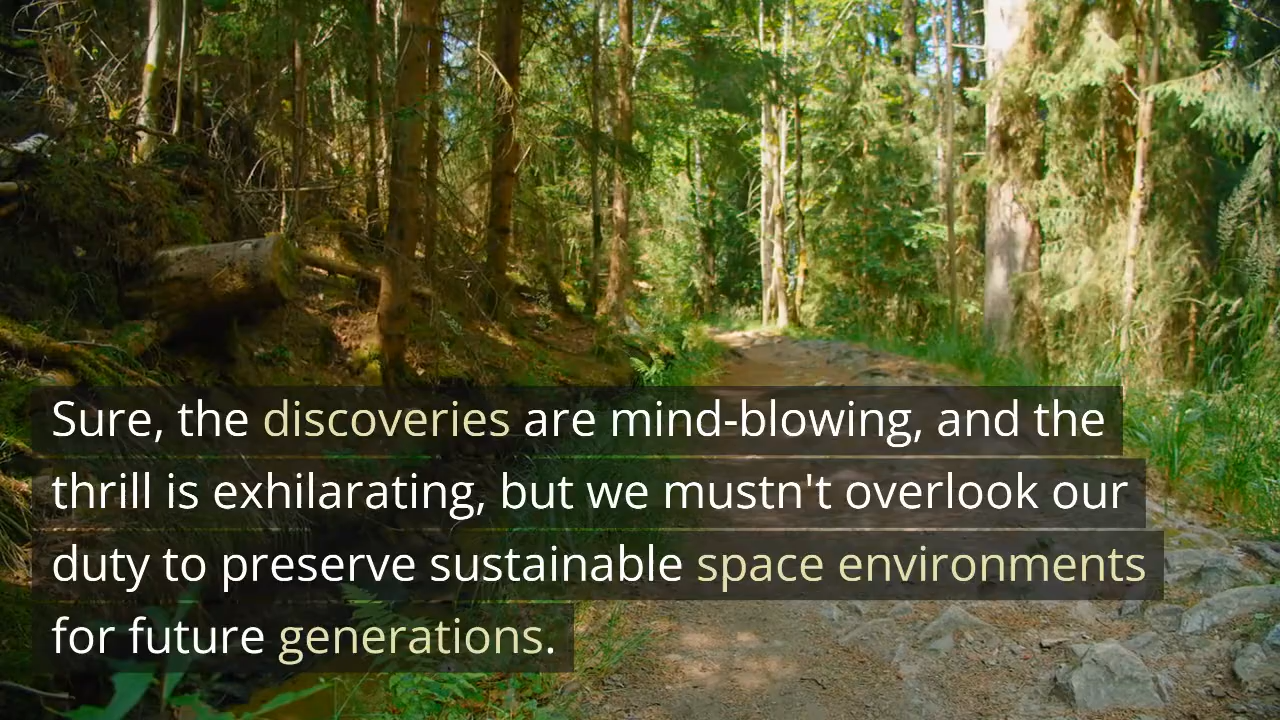 Sure, the discoveries are mind-blowing, and the
thrill is exhilarating, but we mustn't overlook our
duty to preserve sustainable space environments
for future generations.